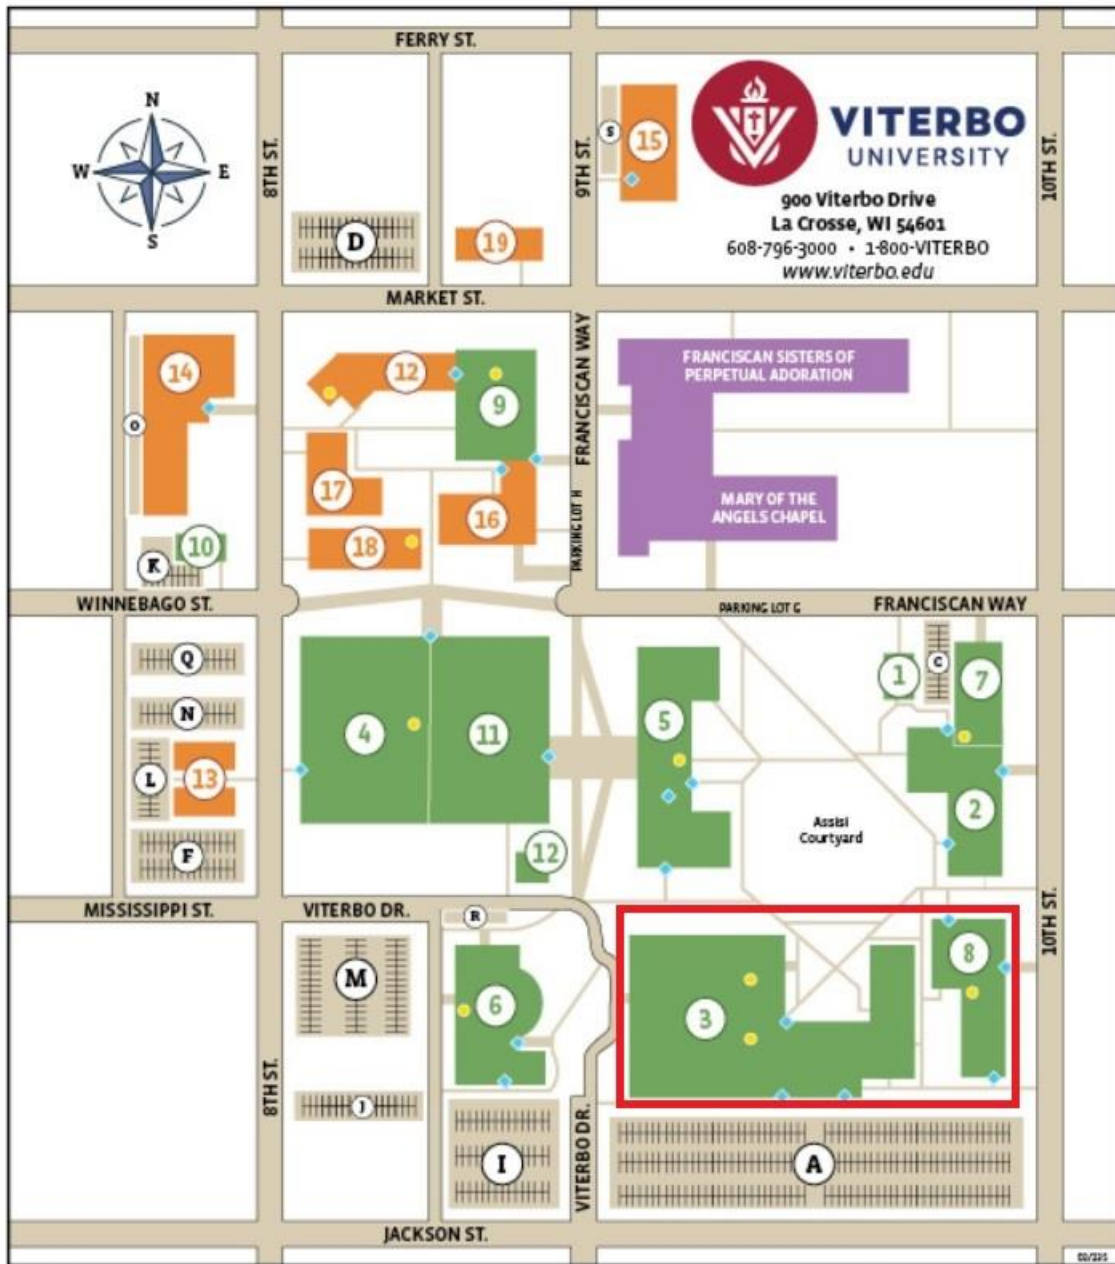 FERRY ST.
N
W E
S
8TH ST.
9TH ST.
10TH ST.
S
15
VITERBO
UNIVERSITY
900 Viterbo Drive
La Crosse, WI 54601
608-796-3000 • 1-800-VITERBO
www.viterbo.edu
D
19
MARKET ST.
14
O
12
9
FRANCISCAN WAY
FRANCISCAN SISTERS OF
PERPETUAL ADORATION
17
16
PARKING LOT H
MARY OF THE
ANGELS CHAPEL
10
K
18
WINNEBAGO ST.
PARKING LOT G
FRANCISCAN WAY
Q
N
L
13
F
4
11
5
1
C
7
2
Assisi
Courtyard
12
MISSISSIPPI ST.
VITERBO DR.
R
10TH ST.
M
6
3
8
8TH ST.
J
I
VITERBO DR.
A
JACKSON ST.